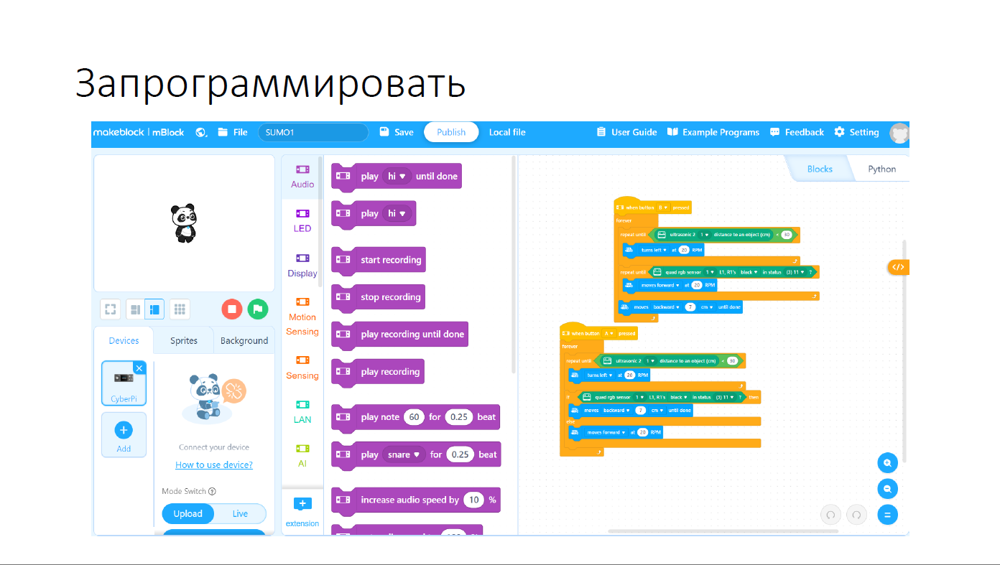 Запрограммировать
makeblock | mBlock File SUMO1 Save Publish Local file User Guide Example Programs Feedback Setting
Blocks Python
Devices Sprites Background
CyberPi
Add
Connect your device
How to use device?
Mode Switch ?
Upload Live
Audio
LED
Display
Motion
Sensing
Sensing
LAN
AI
extension
play hi until done
play hi
start recording
stop recording
play recording until done
play recording
play note 60 for 0.25 beat
play snare for 0.25 beat
increase audio speed by 10 %
when button B pressed
forever
repeat until ultrasonic 2 1 distance to an object (cm) < 30
turns left at 20 RPM
repeat until quad rgb sensor 1 L1, R1's black in status (3) 11 ?
moves forward at 20 RPM
moves backward 7 cm until done
when button A pressed
forever
repeat until ultrasonic 2 1 distance to an object (cm) < 30
turns left at 20 RPM
if quad rgb sensor 1 L1, R1's black in status (3) 11 ? then
moves backward 7 cm until done
else
moves forward at 20 RPM